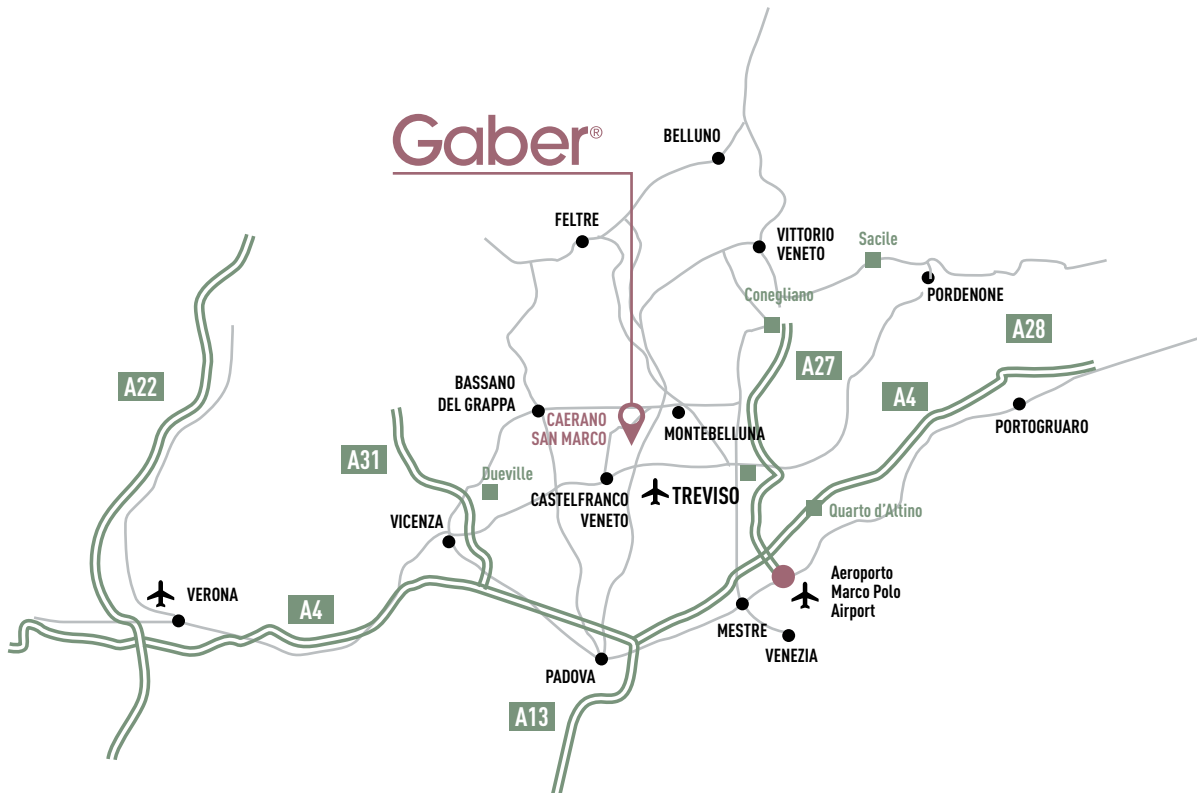 Gaber®
BELLUNO
FELTRE
VITTORIO
VENETO
Sacile
Conegliano
PORDENONE
A28
A27
A22
BASSANO
DEL GRAPPA
A4
CAERANO
SAN MARCO
MONTEBELLUNA
PORTOGRUARO
A31
Dueville
CASTELFRANCO
VENETO
TREVISO
Quarto d'Altino
VICENZA
VERONA
A4
Aeroporto
Marco Polo
Airport
MESTRE
VENEZIA
PADOVA
A13